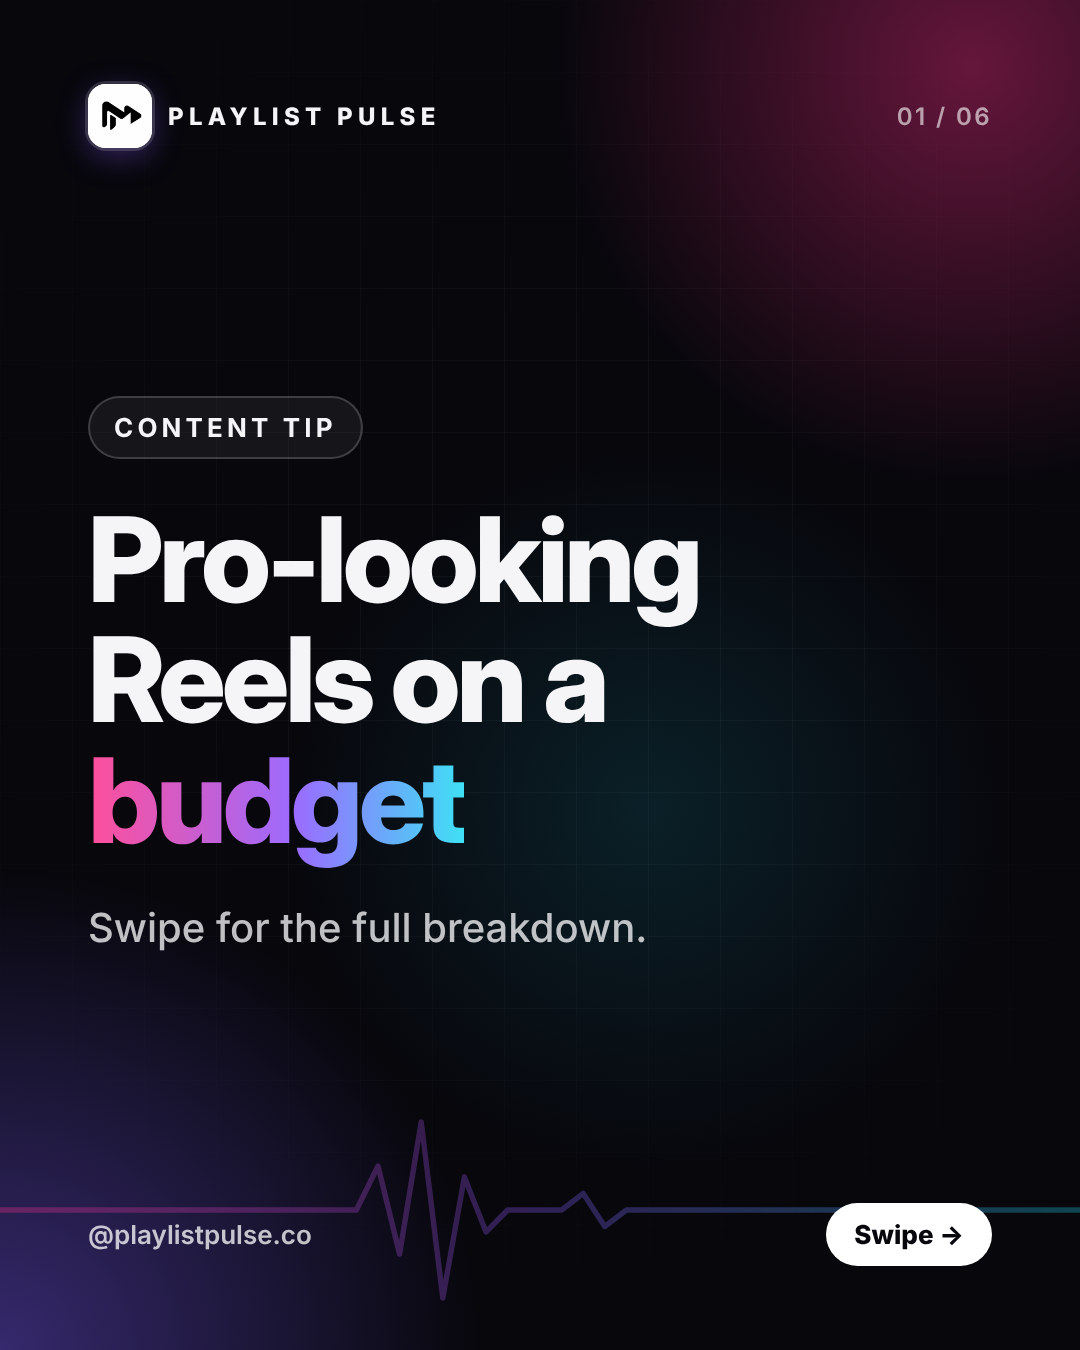 PLAYLIST PULSE
01 / 06
CONTENT TIP
Pro-looking
Reels on a
budget
Swipe for the full breakdown.
@playlistpulse.co
Swipe →